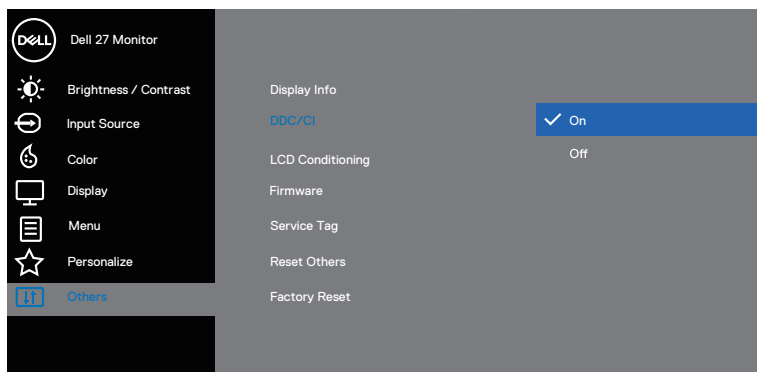 DELL
Dell 27 Monitor
Brightness / Contrast
Input Source
Color
Display
Menu
Personalize
Others
Display Info
DDC/CI
LCD Conditioning
Firmware
Service Tag
Reset Others
Factory Reset
On
Off